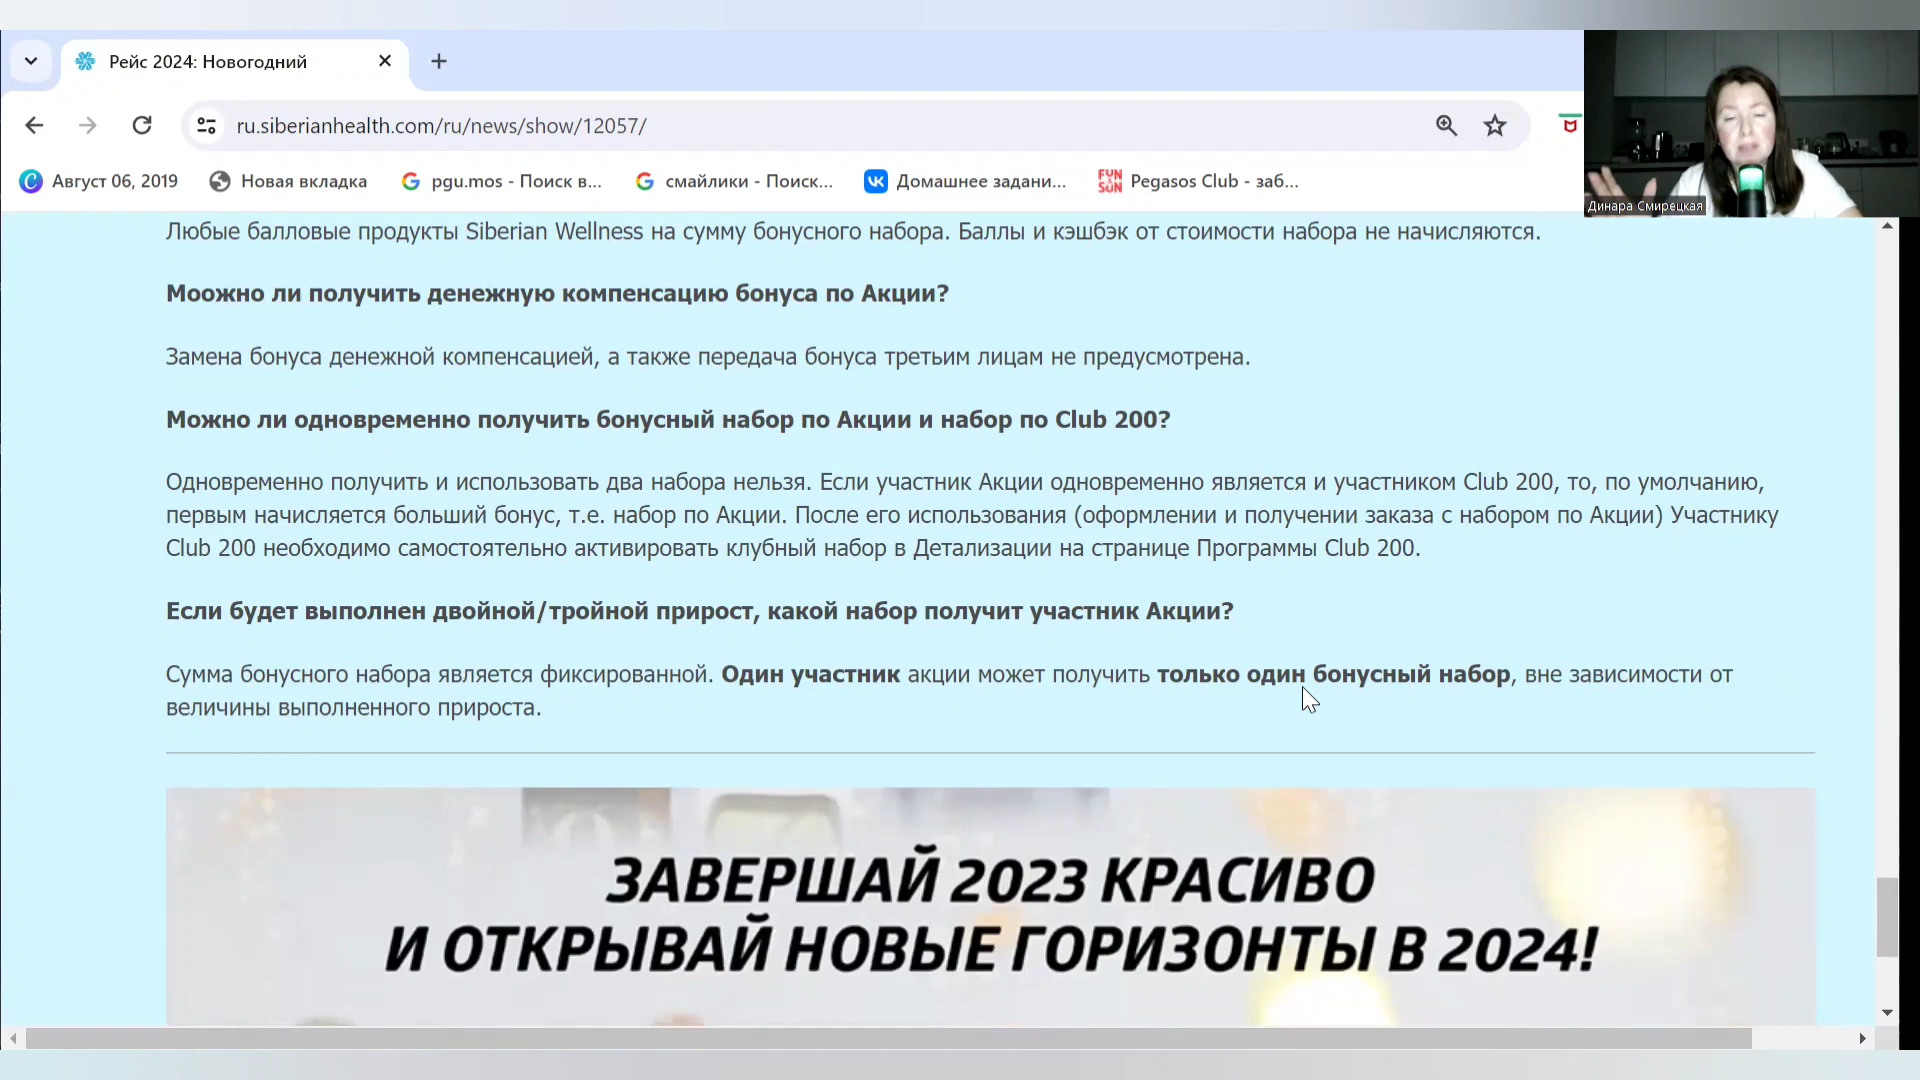 Рейс 2024: Новогодний
ru.siberianhealth.com/ru/news/show/12057/
Август 06, 2019
Новая вкладка
pgu.mos - Поиск в...
смайлики - Поиск...
Домашнее задани...
FUN&SUN
Pegasos Club - заб...
Динара Смирецкая
Любые балловые продукты Siberian Wellness на сумму бонусного набора. Баллы и кэшбэк от стоимости набора не начисляются.
Моожно ли получить денежную компенсацию бонуса по Акции?
Замена бонуса денежной компенсацией, а также передача бонуса третьим лицам не предусмотрена.
Можно ли одновременно получить бонусный набор по Акции и набор по Club 200?
Одновременно получить и использовать два набора нельзя. Если участник Акции одновременно является и участником Club 200, то, по умолчанию,
первым начисляется больший бонус, т.е. набор по Акции. После его использования (оформлении и получении заказа с набором по Акции) Участнику
Club 200 необходимо самостоятельно активировать клубный набор в Детализации на странице Программы Club 200.
Если будет выполнен двойной/тройной прирост, какой набор получит участник Акции?
Сумма бонусного набора является фиксированной. Один участник акции может получить только один бонусный набор, вне зависимости от
величины выполненного прироста.
ЗАВЕРШАЙ 2023 КРАСИВО
И ОТКРЫВАЙ НОВЫЕ ГОРИЗОНТЫ В 2024!